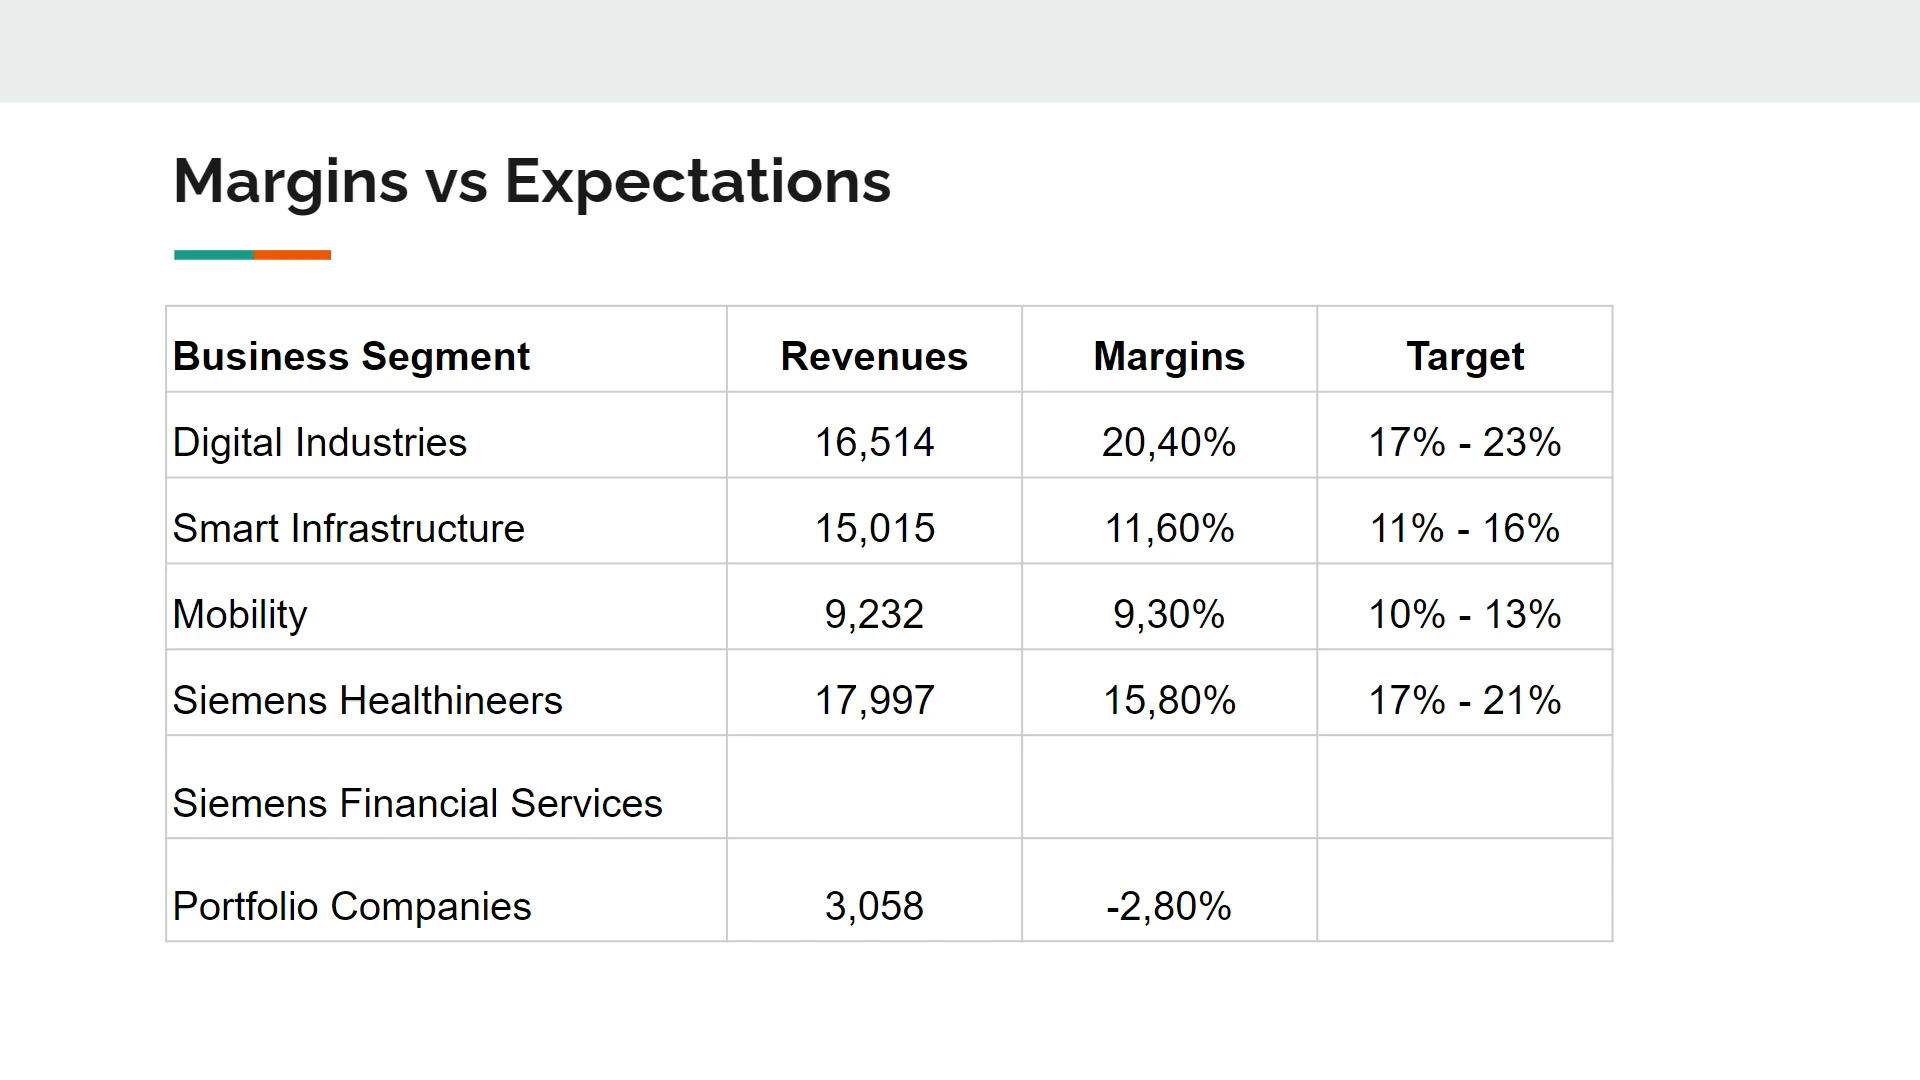 Margins vs Expectations
Business Segment Revenues Margins Target
Digital Industries 16,514 20,40% 17% - 23%
Smart Infrastructure 15,015 11,60% 11% - 16%
Mobility 9,232 9,30% 10% - 13%
Siemens Healthineers 17,997 15,80% 17% - 21%
Siemens Financial Services
Portfolio Companies 3,058 -2,80%